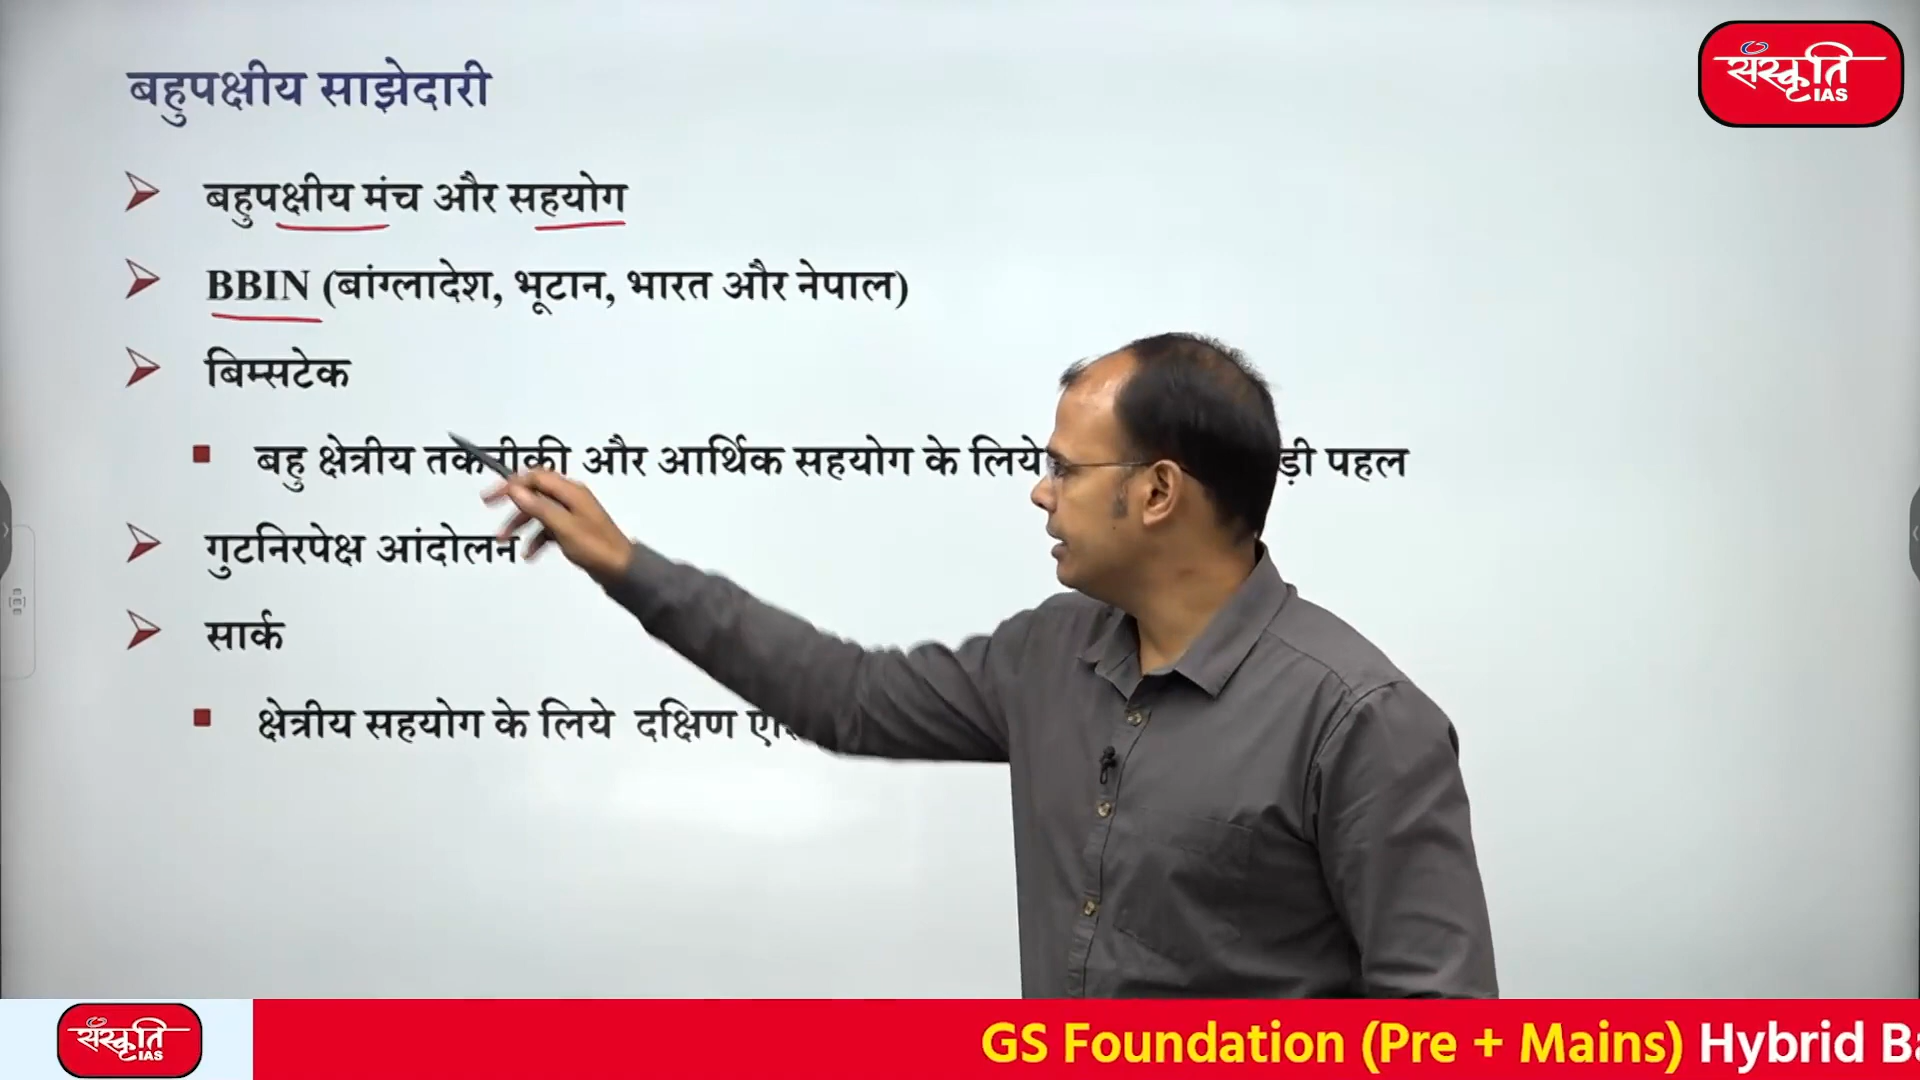 बहुपक्षीय साझेदारी
संस्कृति
IAS
बहुपक्षीय मंच और सहयोग
BBIN (बांग्लादेश, भूटान, भारत और नेपाल)
बिम्सटेक
बहु क्षेत्रीय तकनीकी और आर्थिक सहयोग के लिये पहल
गुटनिरपेक्ष आंदोलन
सार्क
क्षेत्रीय सहयोग के लिये दक्षिण
संस्कृति
IAS
GS Foundation (Pre + Mains) Hybrid